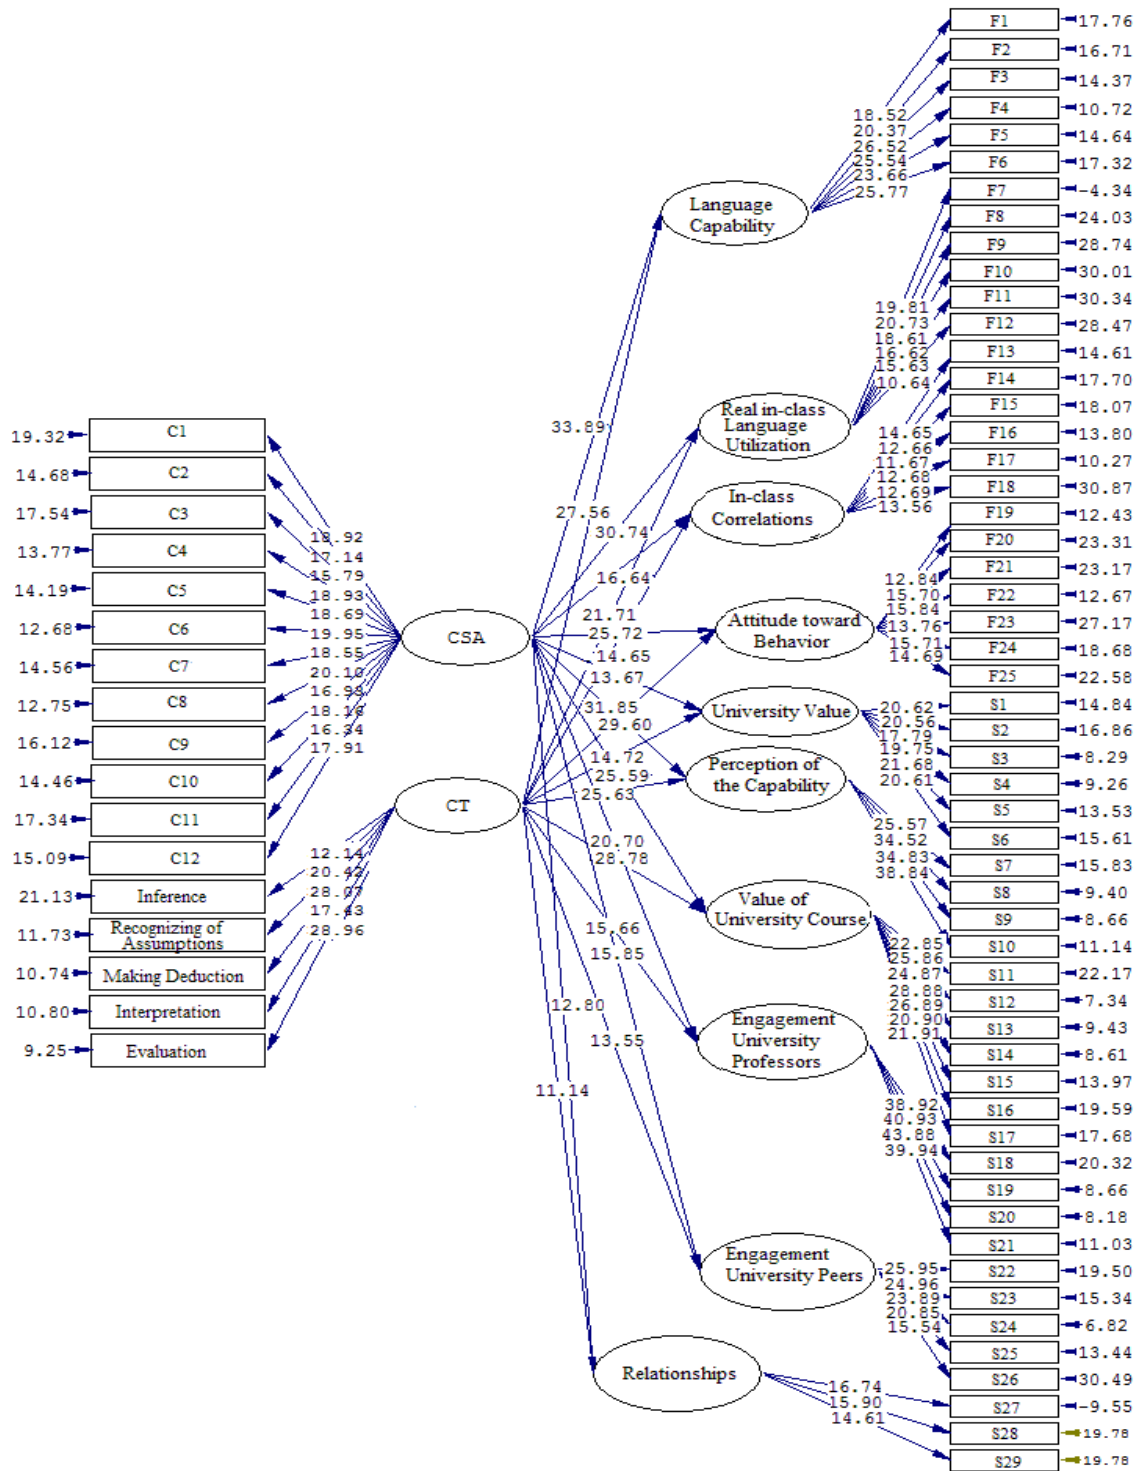 F1
17.76
F2
16.71
F3
14.37
F4
10.72
F5
14.64
F6
17.32
F7
-4.34
F8
24.03
F9
28.74
F10
30.01
F11
30.34
F12
28.47
F13
14.61
F14
17.70
F15
18.07
F16
13.80
F17
10.27
F18
30.87
F19
12.43
F20
23.31
F21
23.17
F22
12.67
F23
27.17
F24
18.68
F25
22.58
S1
14.84
S2
16.86
S3
8.29
S4
9.26
S5
13.53
S6
15.61
S7
15.83
S8
9.40
S9
8.66
S10
11.14
S11
22.17
S12
7.34
S13
9.43
S14
8.61
S15
13.97
S16
19.59
S17
17.68
S18
20.32
S19
8.66
S20
8.18
S21
11.03
S22
19.50
S23
15.34
S24
6.82
S25
13.44
S26
30.49
S27
-9.55
S28
19.78
S29
19.78
18.52
20.37
26.52
25.54
23.66
25.77
Language
Capability
19.81
20.73
18.61
16.62
15.63
10.64
Real in-class
Language
Utilization
14.65
12.66
11.67
12.68
12.69
13.56
In-class
Correlations
12.84
15.70
15.84
13.76
15.71
14.69
Attitude toward
Behavior
20.62
20.56
17.79
19.75
21.68
20.61
University Value
Perception of
the Capability
25.57
34.52
34.83
38.84
Value of
University Course
22.85
25.86
24.87
28.88
26.89
20.90
21.91
Engagement
University
Professors
38.92
40.93
43.88
39.94
Engagement
University Peers
25.95
24.96
23.89
20.85
15.54
Relationships
16.74
15.90
14.61
33.89
27.56
30.74
16.64
21.71
25.72
14.65
13.67
31.85
29.60
14.72
25.59
25.63
20.70
28.78
15.66
15.85
12.80
13.55
11.14
CSA
CT
19.32
C1
14.68
C2
17.54
C3
13.77
C4
14.19
C5
12.68
C6
14.56
C7
12.75
C8
16.12
C9
14.46
C10
17.34
C11
15.09
C12
21.13
Inference
11.73
Recognizing of
Assumptions
10.74
Making Deduction
10.80
Interpretation
9.25
Evaluation
18.92
17.14
15.79
18.93
18.69
19.95
18.55
20.10
16.98
18.16
16.34
17.91
12.14
20.42
28.07
17.43
28.96